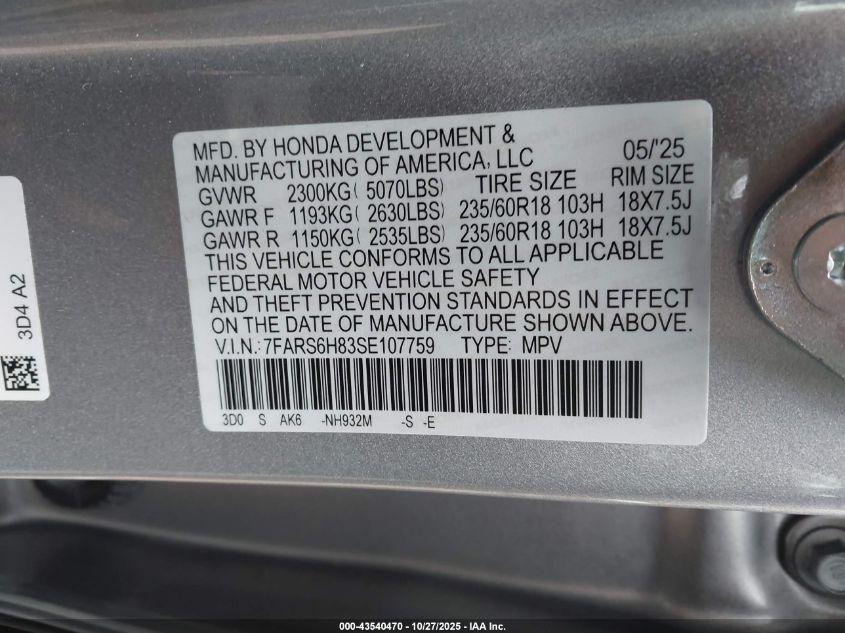 MFD. BY HONDA DEVELOPMENT &
MANUFACTURING OF AMERICA, LLC 05/'25
GVWR 2300KG( 5070LBS) TIRE SIZE RIM SIZE
GAWR F 1193KG( 2630LBS) 235/60R18 103H 18X7.5J
GAWR R 1150KG( 2535LBS) 235/60R18 103H 18X7.5J
THIS VEHICLE CONFORMS TO ALL APPLICABLE
FEDERAL MOTOR VEHICLE SAFETY
AND THEFT PREVENTION STANDARDS IN EFFECT
ON THE DATE OF MANUFACTURE SHOWN ABOVE.
V.I.N.: 7FARS6H83SE107759 TYPE: MPV
3D0 S AK6 -NH932M -S -E
3D4 A2
000-43540470 | 10/27/2025 - IAA Inc.